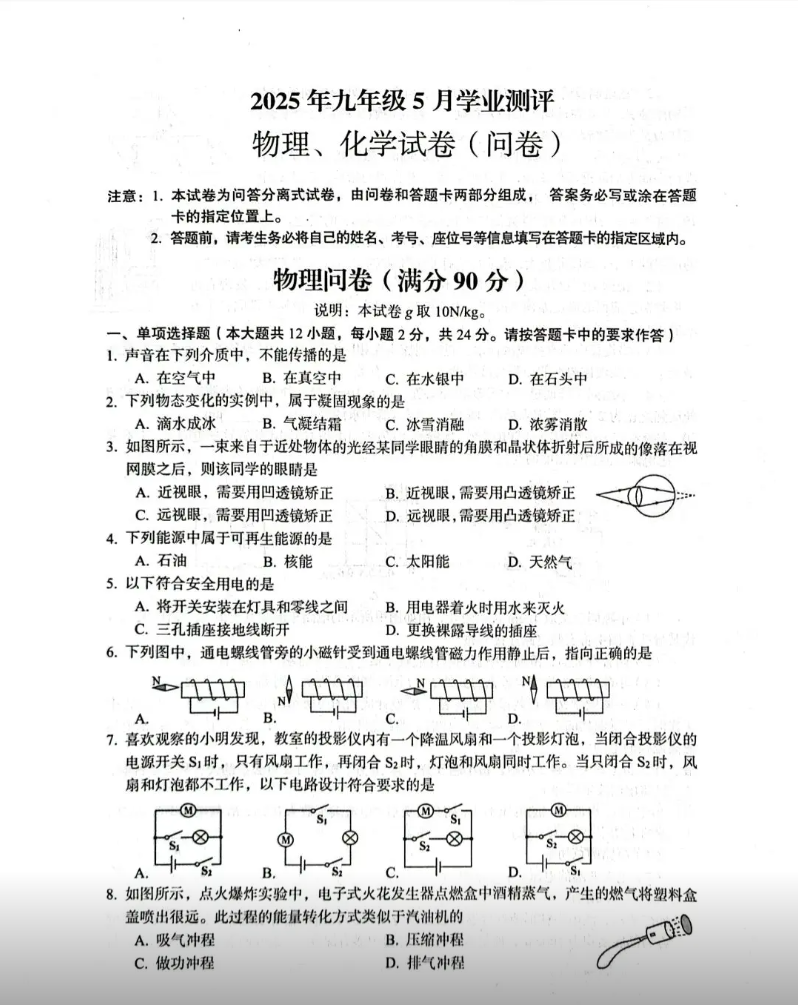 2025 年九年级 5 月学业测评
物理、化学试卷（问卷）
注意：1. 本试卷为问答分离式试卷，由问卷和答题卡两部分组成， 答案务必写或涂在答题
卡的指定位置上。
2. 答题前，请考生务必将自己的姓名、考号、座位号等信息填写在答题卡的指定区域内。
物理问卷（满分 90 分）
说明：本试卷 g 取 10N/kg。
一、单项选择题（本大题共 12 小题，每小题 2 分，共 24 分。请按答题卡中的要求作答）
1. 声音在下列介质中，不能传播的是
A. 在空气中 B. 在真空中 C. 在水银中 D. 在石头中
2. 下列物态变化的实例中，属于凝固现象的是
A. 滴水成冰 B. 气凝结霜 C. 冰雪消融 D. 浓雾消散
3. 如图所示，一束来自于近处物体的光经某同学眼睛的角膜和晶状体折射后所成的像落在视
网膜之后，则该同学的眼睛是
A. 近视眼，需要用凹透镜矫正 B. 近视眼，需要用凸透镜矫正
C. 远视眼，需要用凹透镜矫正 D. 远视眼，需要用凸透镜矫正
4. 下列能源中属于可再生能源的是
A. 石油 B. 核能 C. 太阳能 D. 天然气
5. 以下符合安全用电的是
A. 将开关安装在灯具和零线之间 B. 用电器着火时用水来灭火
C. 三孔插座接地线断开 D. 更换裸露导线的插座
6. 下列图中，通电螺线管旁的小磁针受到通电螺线管磁力作用静止后，指向正确的是
N N N N
A. B. C. D.
7. 喜欢观察的小明发现，教室的投影仪内有一个降温风扇和一个投影灯泡，当闭合投影仪的
电源开关 S₁时，只有风扇工作，再闭合 S₂时，灯泡和风扇同时工作。当只闭合 S₂时，风
扇和灯泡都不工作，以下电路设计符合要求的是
M S₁ M S₁ M
S₁ M S₂ S₂
A. S₂ B. S₂ C. D. S₁
8. 如图所示，点火爆炸实验中，电子式火花发生器点燃盒中酒精蒸气，产生的燃气将塑料盒
盖喷出很远。此过程的能量转化方式类似于汽油机的
A. 吸气冲程 B. 压缩冲程
C. 做功冲程 D. 排气冲程